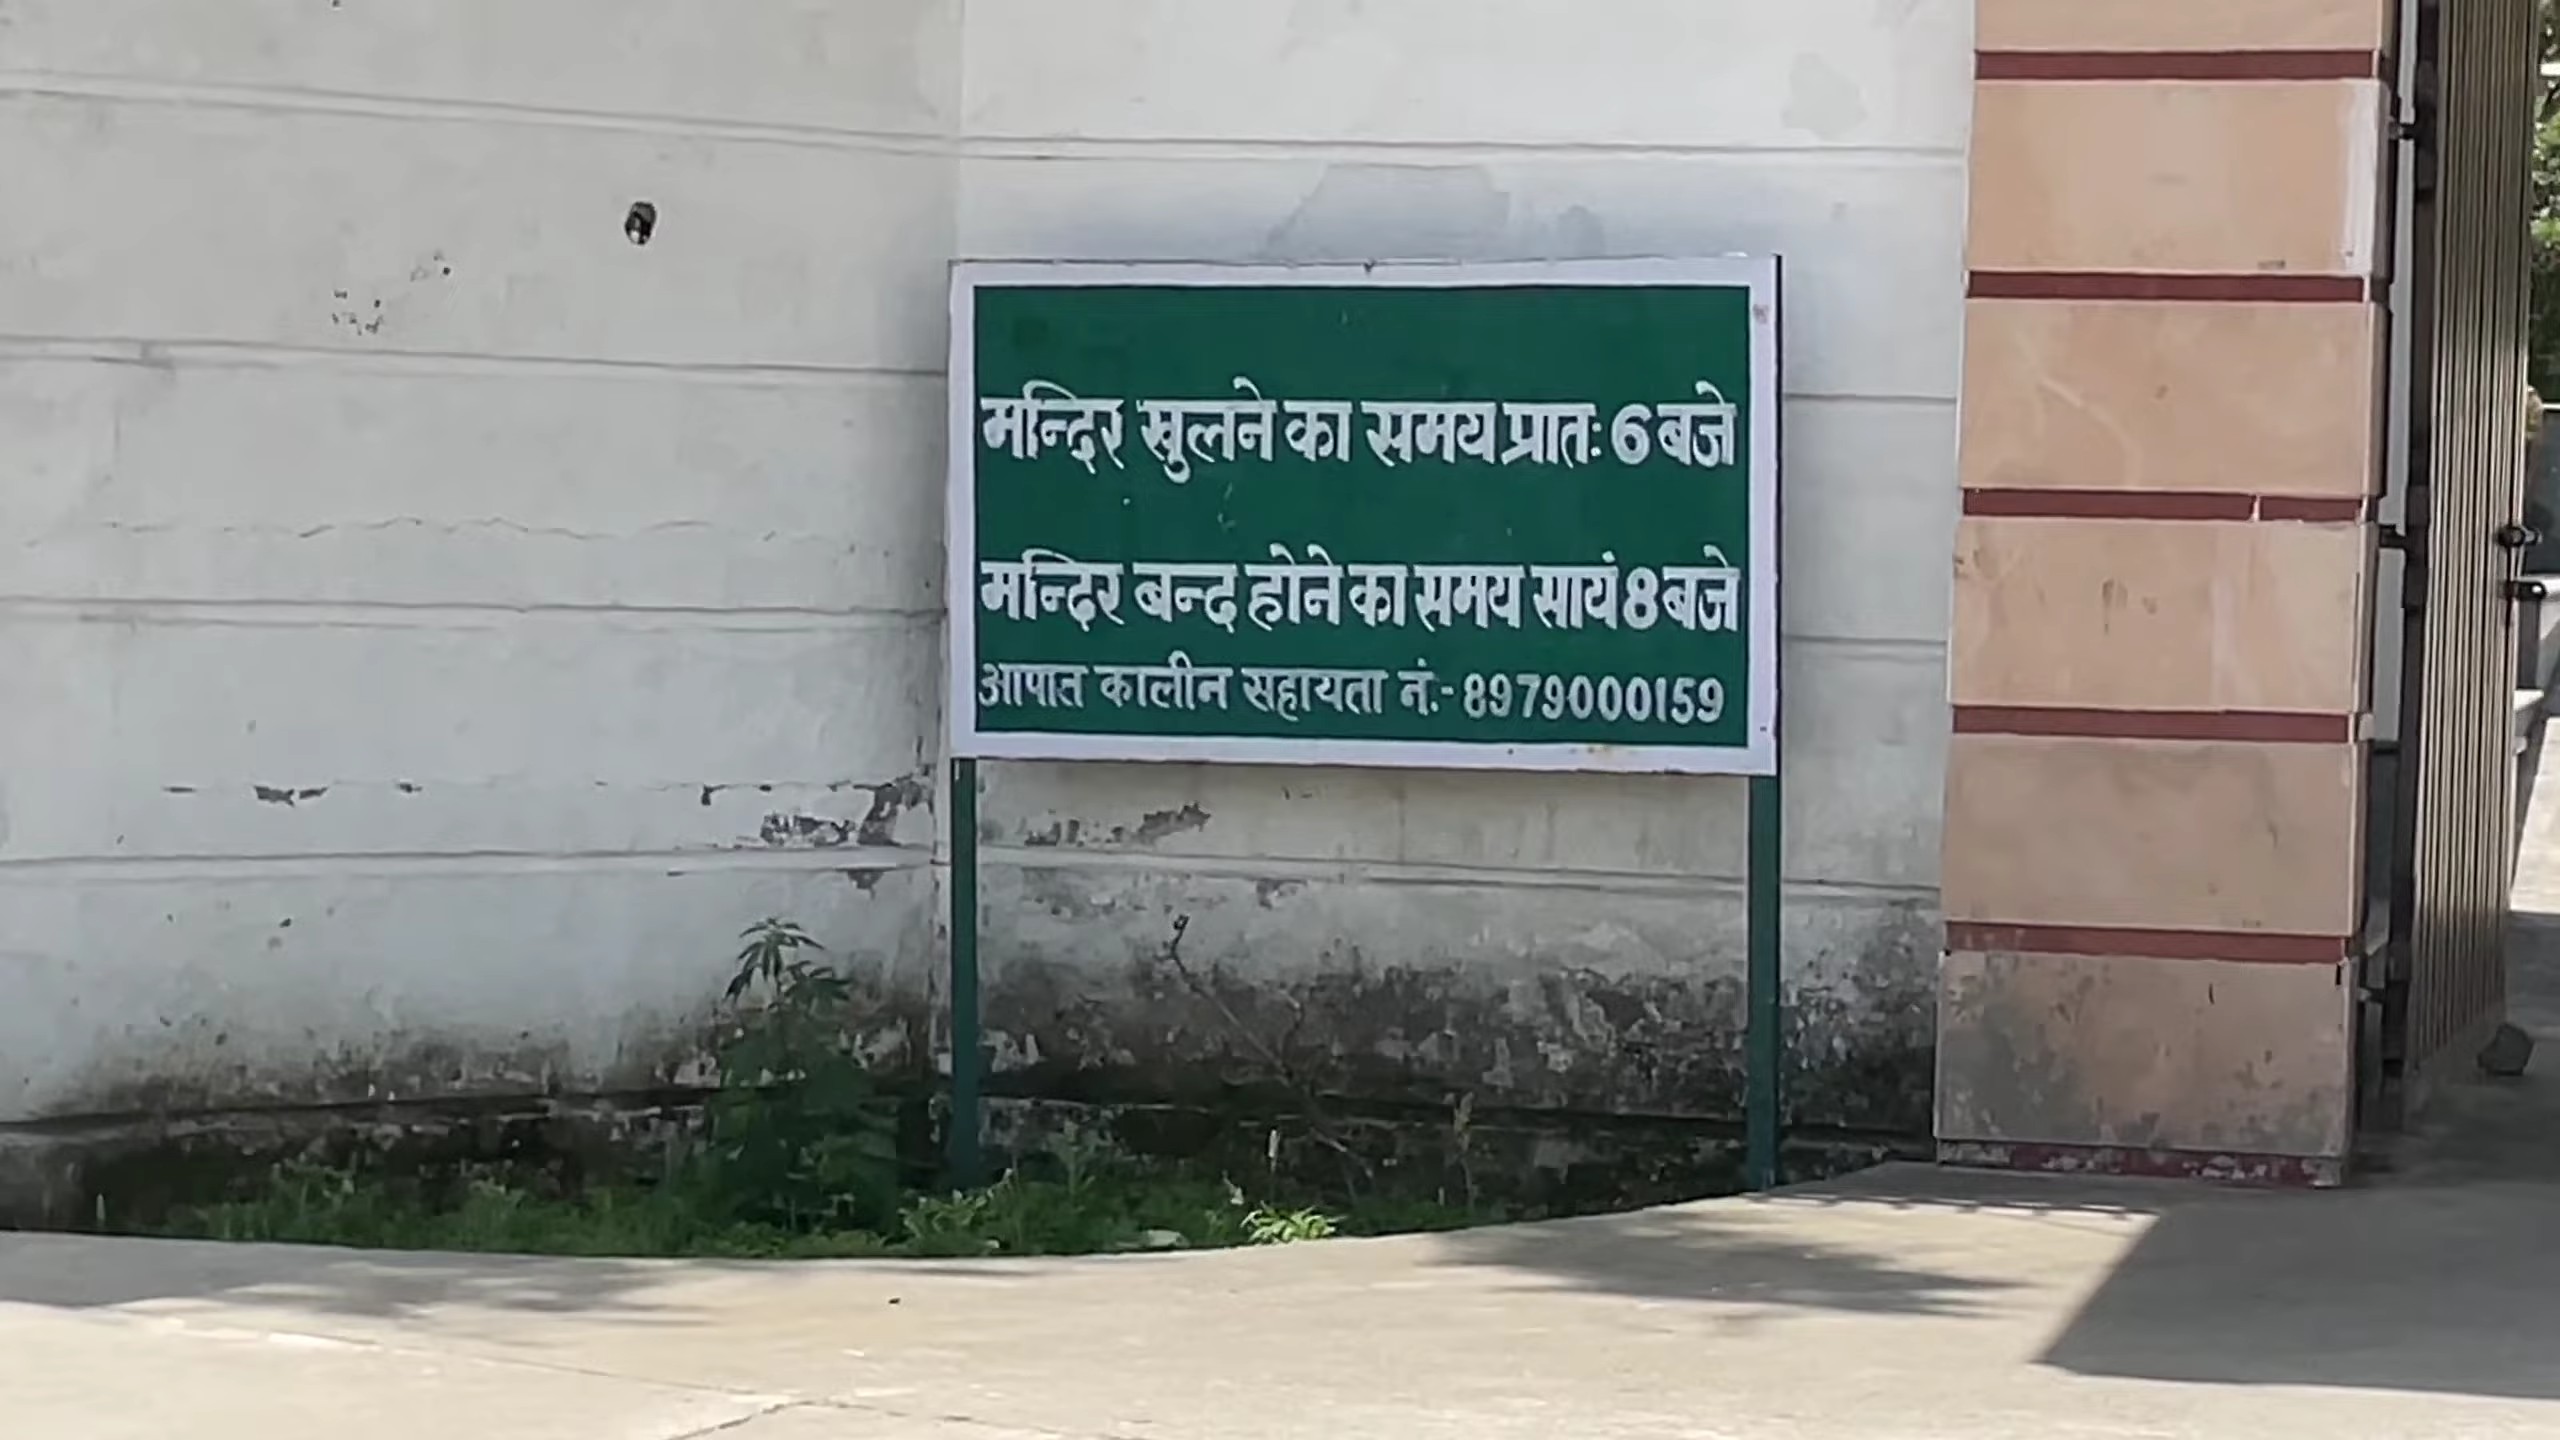 मन्दिर खुलने का समय प्रातः 6 बजे
मन्दिर बन्द होने का समय सायं 8 बजे
आपात कालीन सहायता नं:- 8979000159